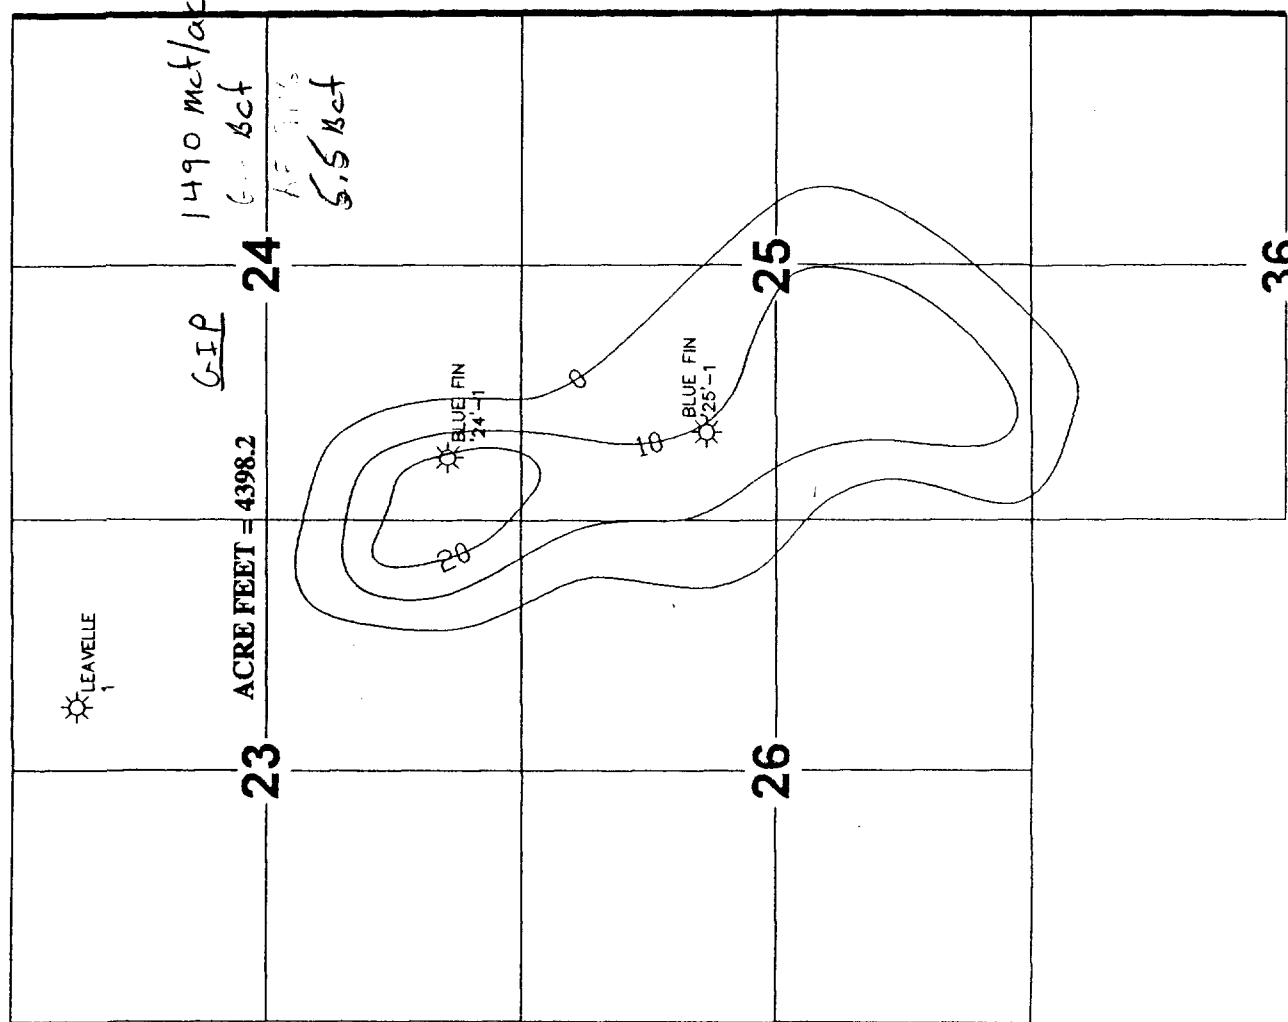 1490 mcf/ac
Bcf
5.5 Bcf
GIP
ACRE FEET = 4398.2
LEAVELLE
1
23
24
BLUE FIN
'24'-1
20
0
10
BLUE FIN
'25'-1
26
25
36